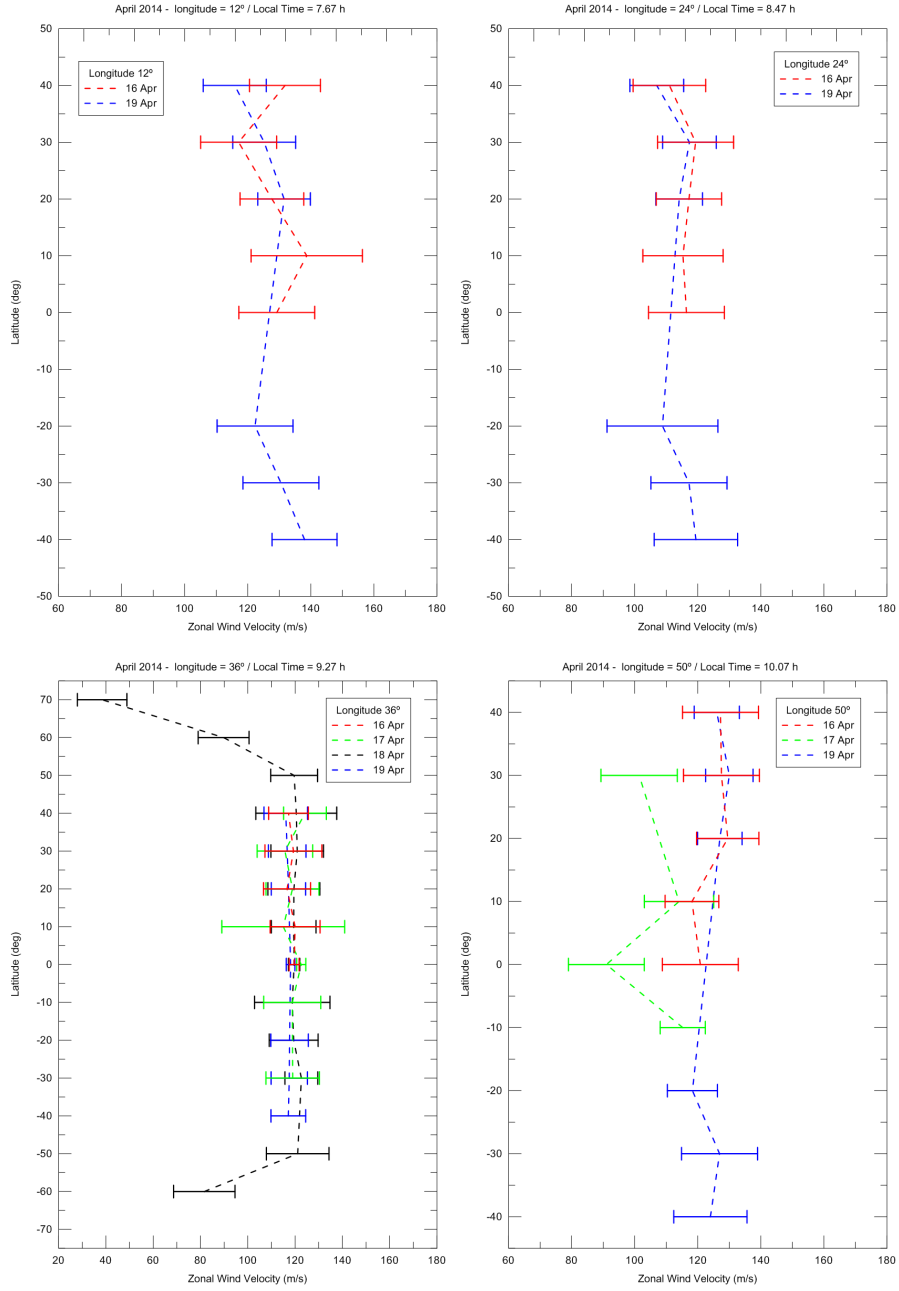 April 2014 -  longitude = 12º / Local Time = 7.67 h
50
40
30
20
10
0
-10
-20
-30
-40
-50
Latitude (deg)
Longitude 12º
16 Apr
19 Apr
60 80 100 120 140 160 180
Zonal Wind Velocity (m/s)
April 2014 -  longitude = 24º / Local Time = 8.47 h
50
40
30
20
10
0
-10
-20
-30
-40
-50
Latitude (deg)
Longitude 24º
16 Apr
19 Apr
60 80 100 120 140 160 180
Zonal Wind Velocity (m/s)
April 2014 -  longitude = 36º / Local Time = 9.27 h
70
60
50
40
30
20
10
0
-10
-20
-30
-40
-50
-60
-70
Latitude (deg)
Longitude 36º
16 Apr
17 Apr
18 Apr
19 Apr
20 40 60 80 100 120 140 160 180
Zonal Wind Velocity (m/s)
April 2014 -  longitude = 50º / Local Time = 10.07 h
40
30
20
10
0
-10
-20
-30
-40
Latitude (deg)
Longitude 50º
16 Apr
17 Apr
19 Apr
60 80 100 120 140 160 180
Zonal Wind Velocity (m/s)